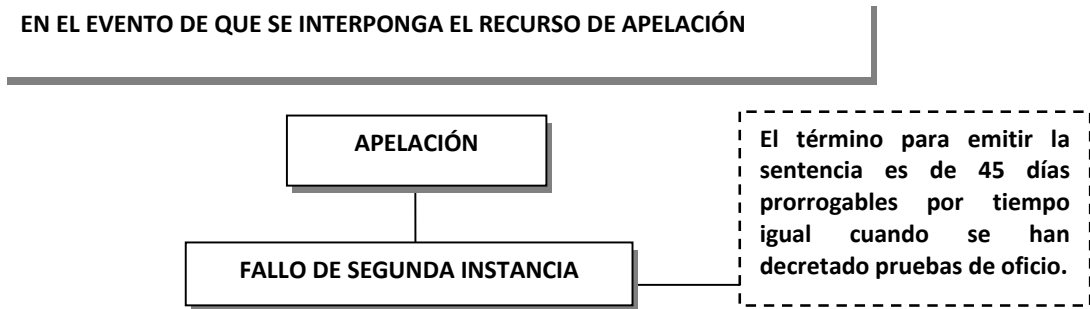 EN EL EVENTO DE QUE SE INTERPONGA EL RECURSO DE APELACIÓN
APELACIÓN
El término para emitir la
sentencia es de 45 días
prorrogables por tiempo
igual cuando se han
decretado pruebas de oficio.
FALLO DE SEGUNDA INSTANCIA